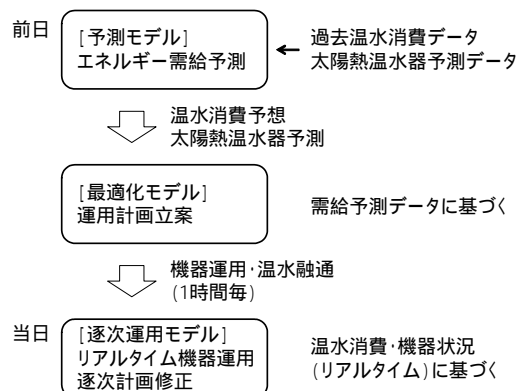 前日
[予測モデル]
エネルギー需給予測
過去温水消費データ
太陽熱温水器予測データ
温水消費予想
太陽熱温水器予測
[最適化モデル]
運用計画立案
需給予測データに基づく
機器運用・温水融通
(1時間毎)
当日
[逐次運用モデル]
リアルタイム機器運用
逐次計画修正
温水消費・機器状況
(リアルタイム)に基づく